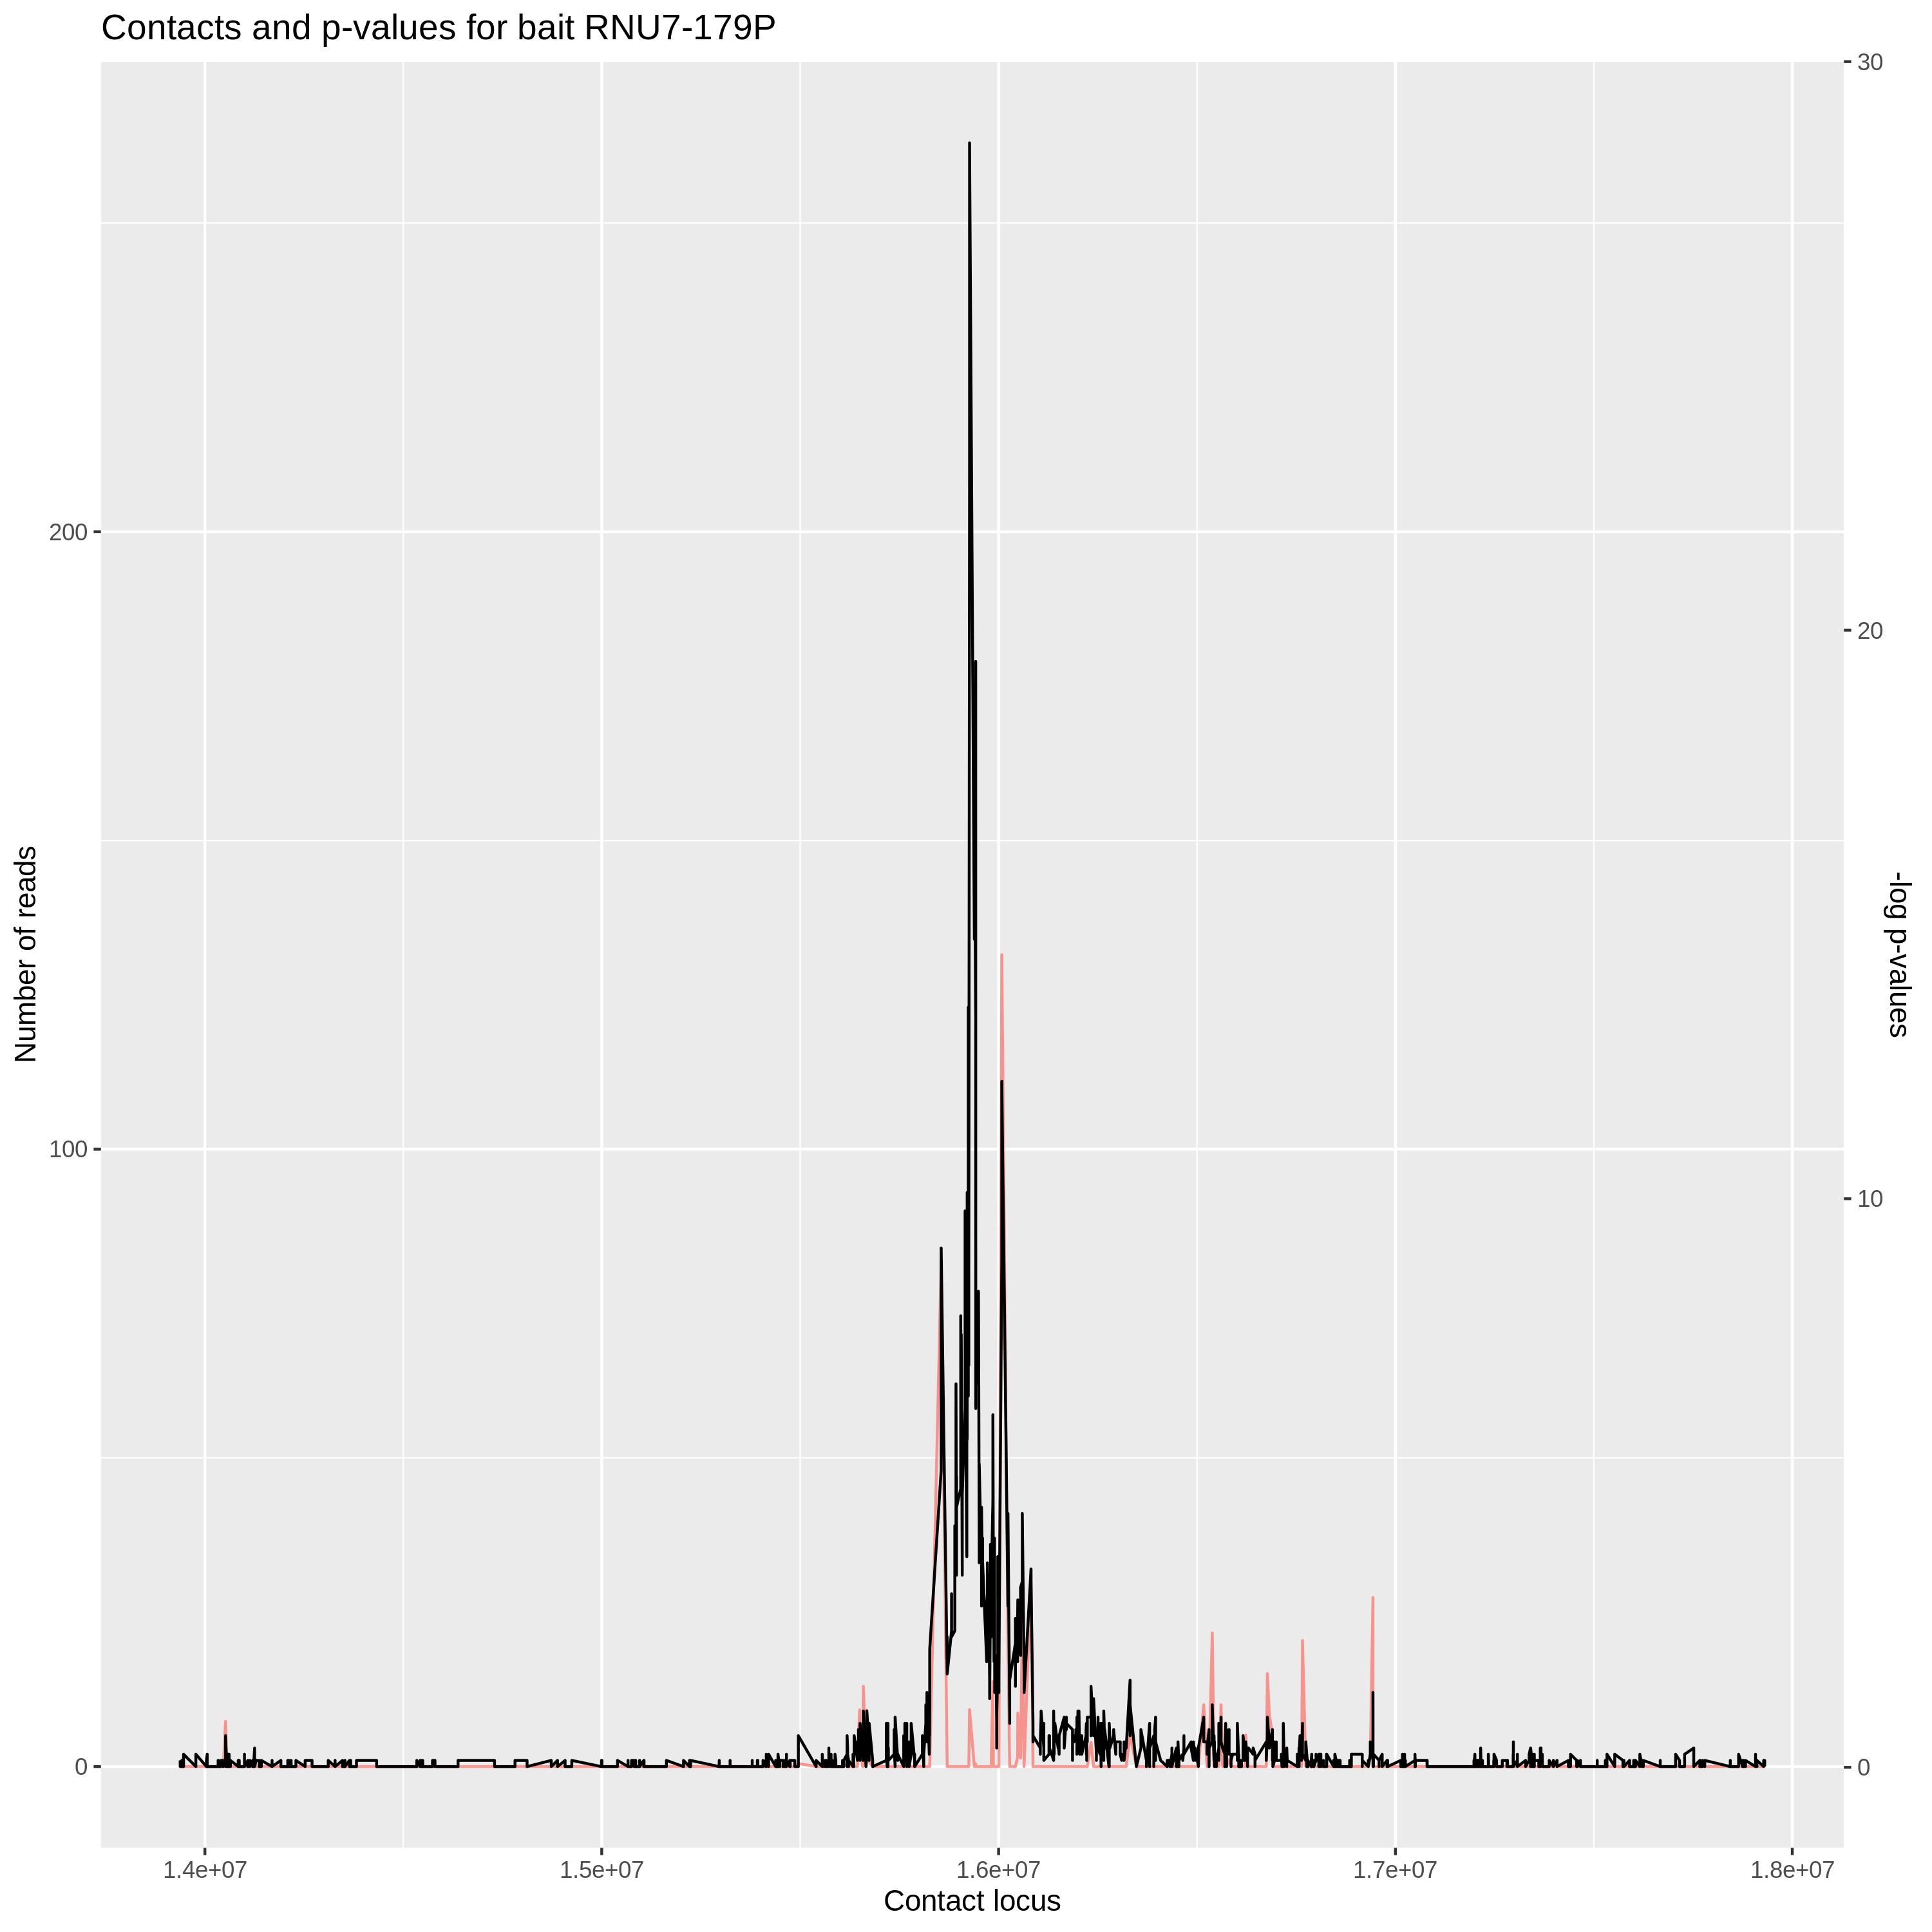 Contacts and p-values for bait RNU7-179P
30
20
10
0
200
100
0
Number of reads
-log p-values
1.4e+07
1.5e+07
1.6e+07
1.7e+07
1.8e+07
Contact locus